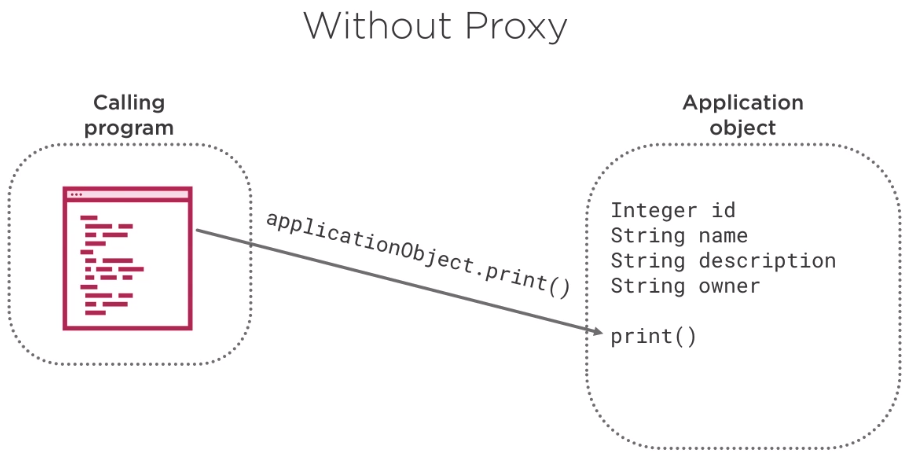 Without Proxy
Calling
program
Application
object
applicationObject.print()
Integer id
String name
String description
String owner
print()